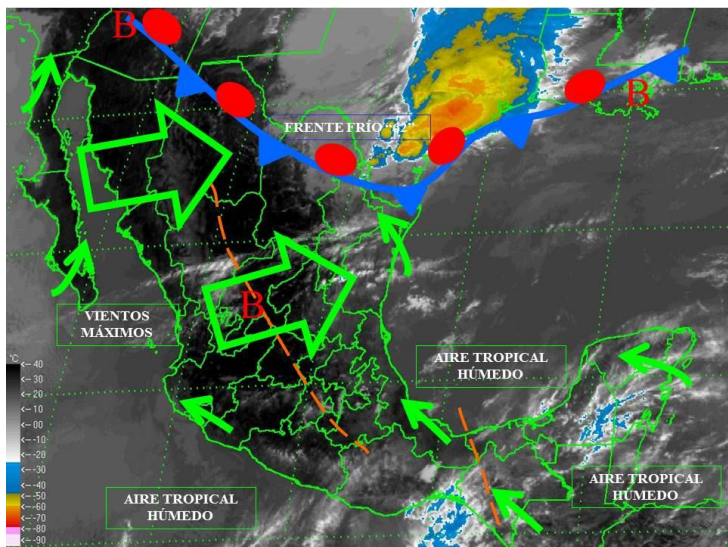 B
FRENTE FRÍO "62"
B
VIENTOS
MÁXIMOS
B
AIRE TROPICAL
HÚMEDO
°C
<-- 40
<-- 30
<-- 20
<-- 10
<-- 00
<---10
<---20
<---30
<---40
<---50
<---60
<---70
<---80
<---90
AIRE TROPICAL
HÚMEDO
AIRE TROPICAL
HÚMEDO